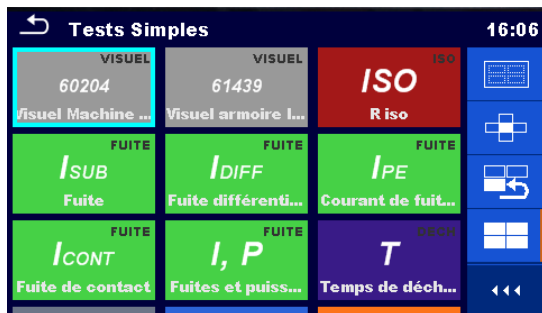 Tests Simples 16:06
VISUEL VISUEL ISO
60204 61439 ISO
Visuel Machine ... Visuel armoire I... R iso
FUITE FUITE FUITE
ISUB IDIFF IPE
Fuite Fuite différenti... Courant de fuit...
FUITE FUITE DECH
ICONT I, P T
Fuite de contact Fuites et puiss... Temps de déch...